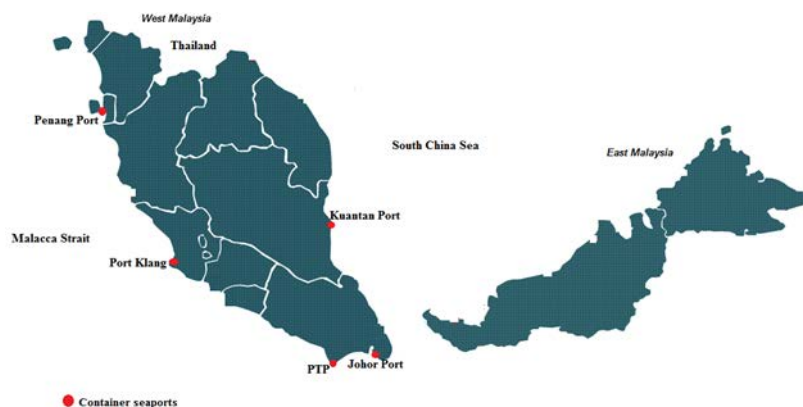 West Malaysia
Thailand
Penang Port
South China Sea
East Malaysia
Kuantan Port
Malacca Strait
Port Klang
PTP
Johor Port
Container seaports